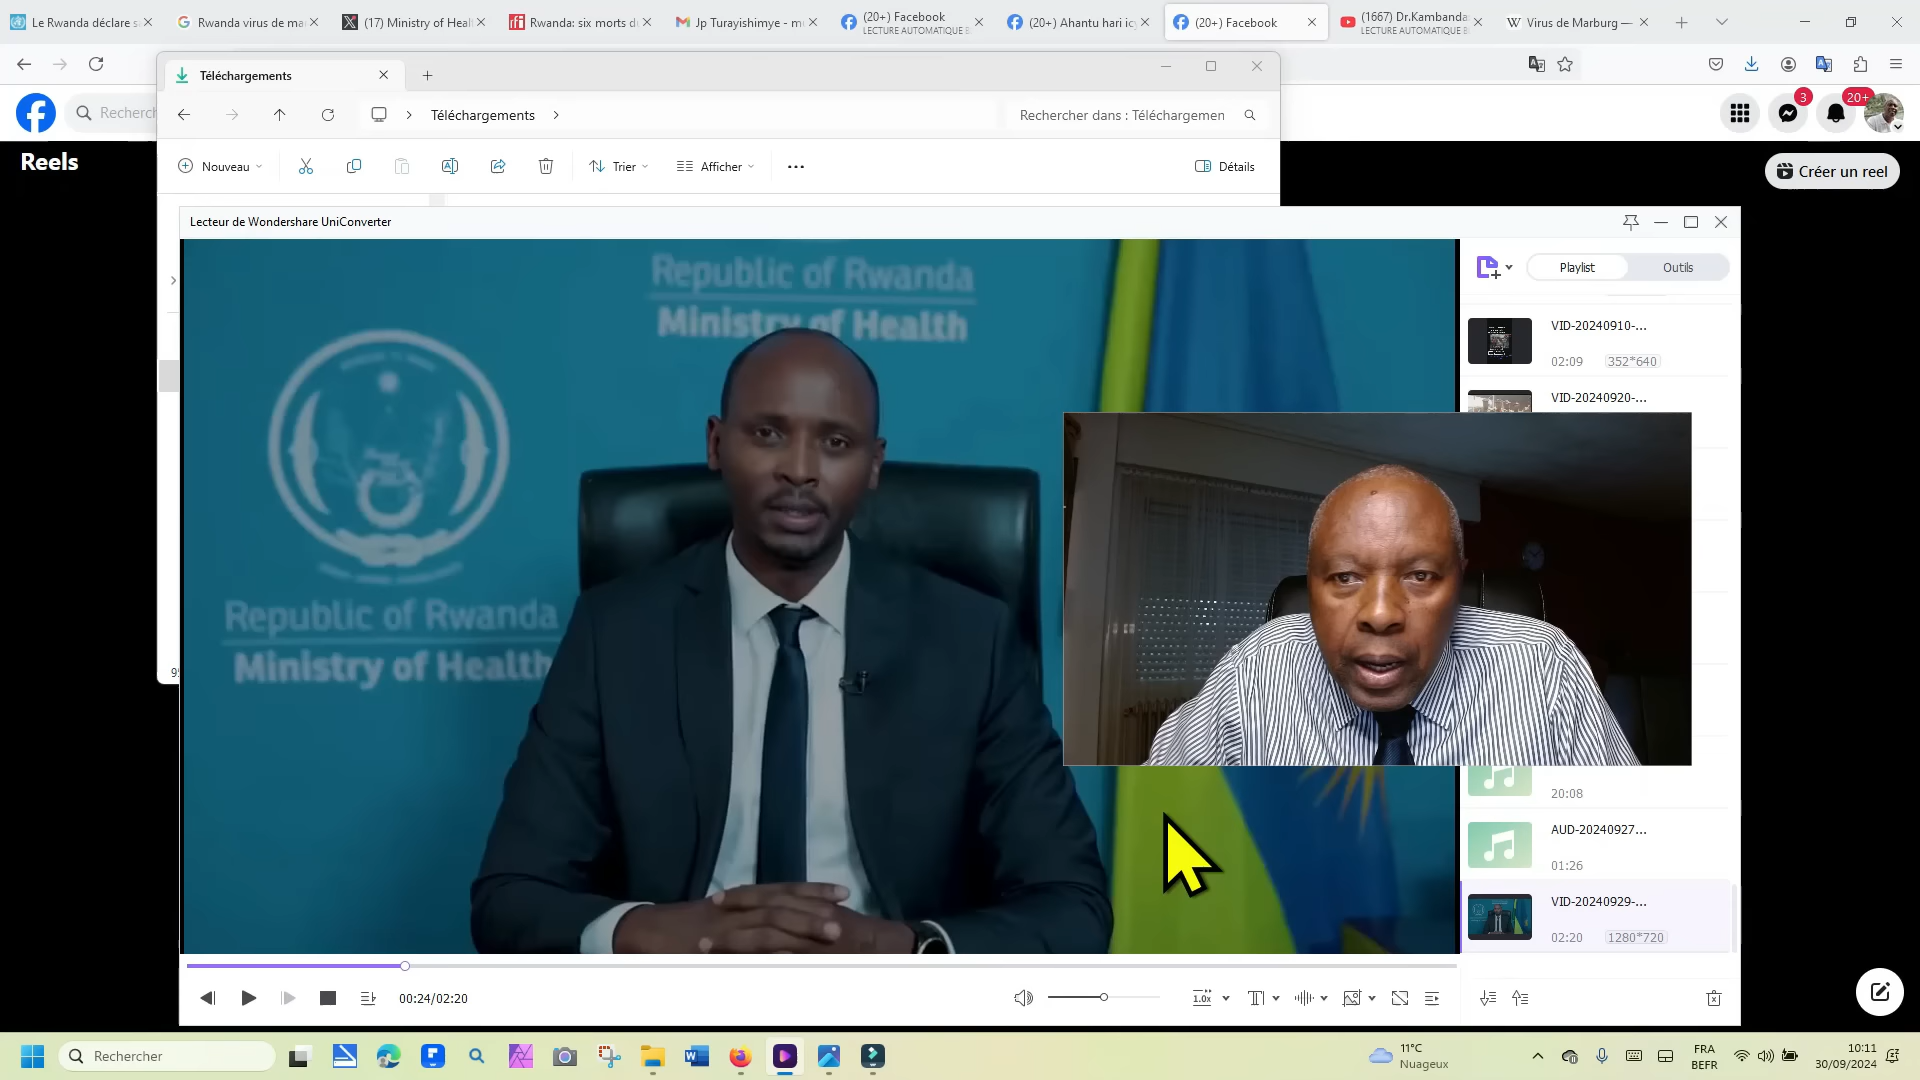 Le Rwanda déclare s
Rwanda virus de ma
(17) Ministry of Heal
Rwanda: six morts d
Jp Turayishimye - m
(20+) Facebook
LECTURE AUTOMATIQUE B
(20+) Ahantu hari ic
(20+) Facebook
(1667) Dr.Kambanda
LECTURE AUTOMATIQUE B
Virus de Marburg —
Téléchargements
Recherc
Téléchargements
Rechercher dans : Téléchargemen
3
20+
Reels
Nouveau
Trier
Afficher
Détails
Créer un reel
Lecteur de Wondershare UniConverter
Republic of Rwanda
Ministry of Health
Republic of Rwanda
Ministry of Health
Playlist
Outils
VID-20240910-...
02:09
352*640
VID-20240920-...
20:08
AUD-20240927...
01:26
VID-20240929-...
02:20
1280*720
00:24/02:20
1.0x
Rechercher
11°C
Nuageux
FRA
BEFR
10:11
30/09/2024